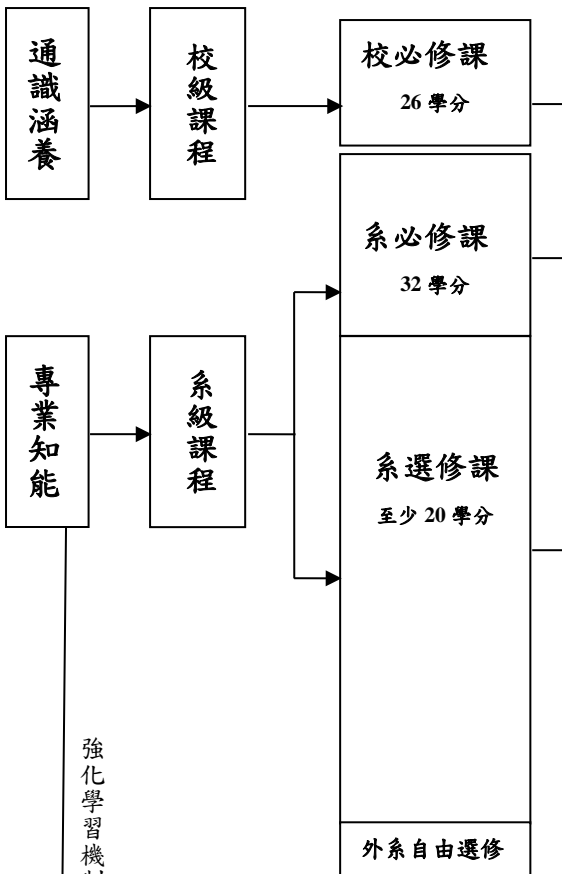 通識涵養
校級課程
校必修課
26 學分
系必修課
32 學分
專業知能
系級課程
系選修課
至少 20 學分
強化學習機制
外系自由選修